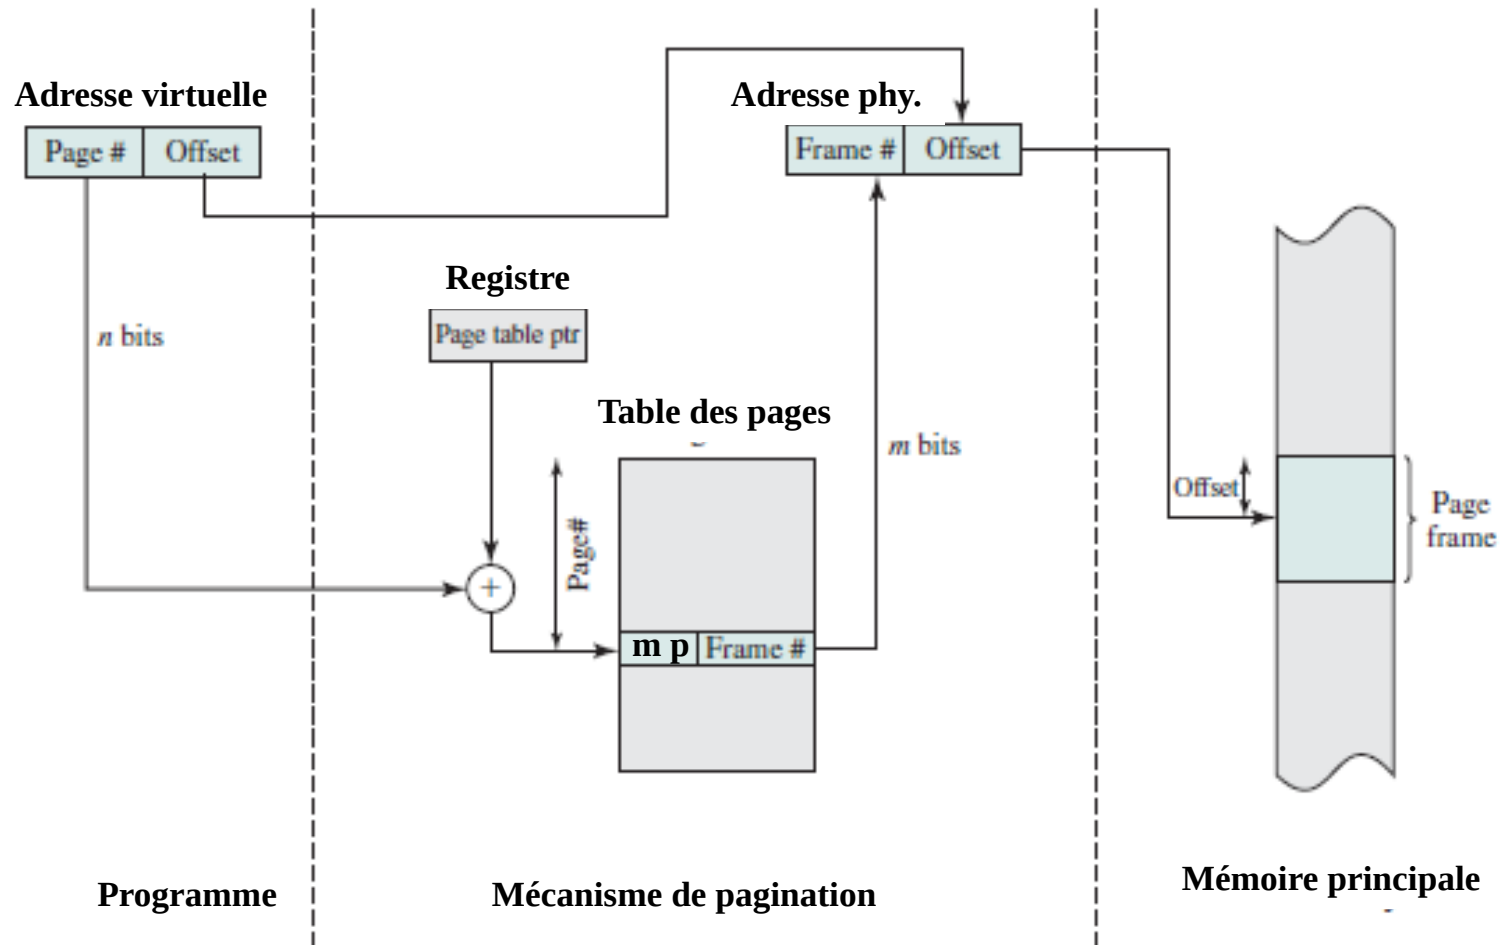 Adresse virtuelle
Page #
Offset
Adresse phy.
Frame #
Offset
n bits
Registre
Page table ptr
Table des pages
m bits
Page#
m p
Frame #
Offset
Page
frame
Programme
Mécanisme de pagination
Mémoire principale